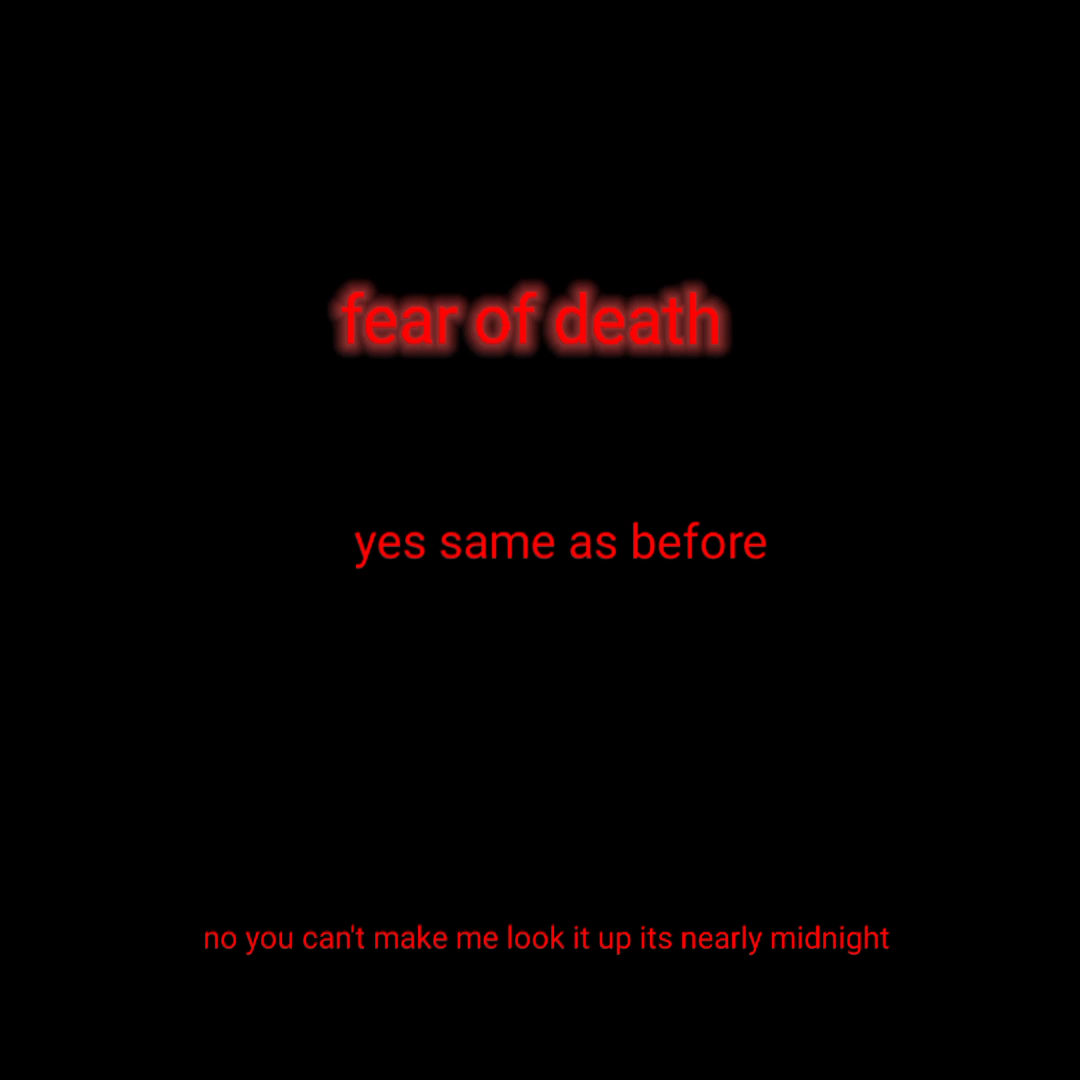 fear of death
yes same as before
no you can't make me look it up its nearly midnight